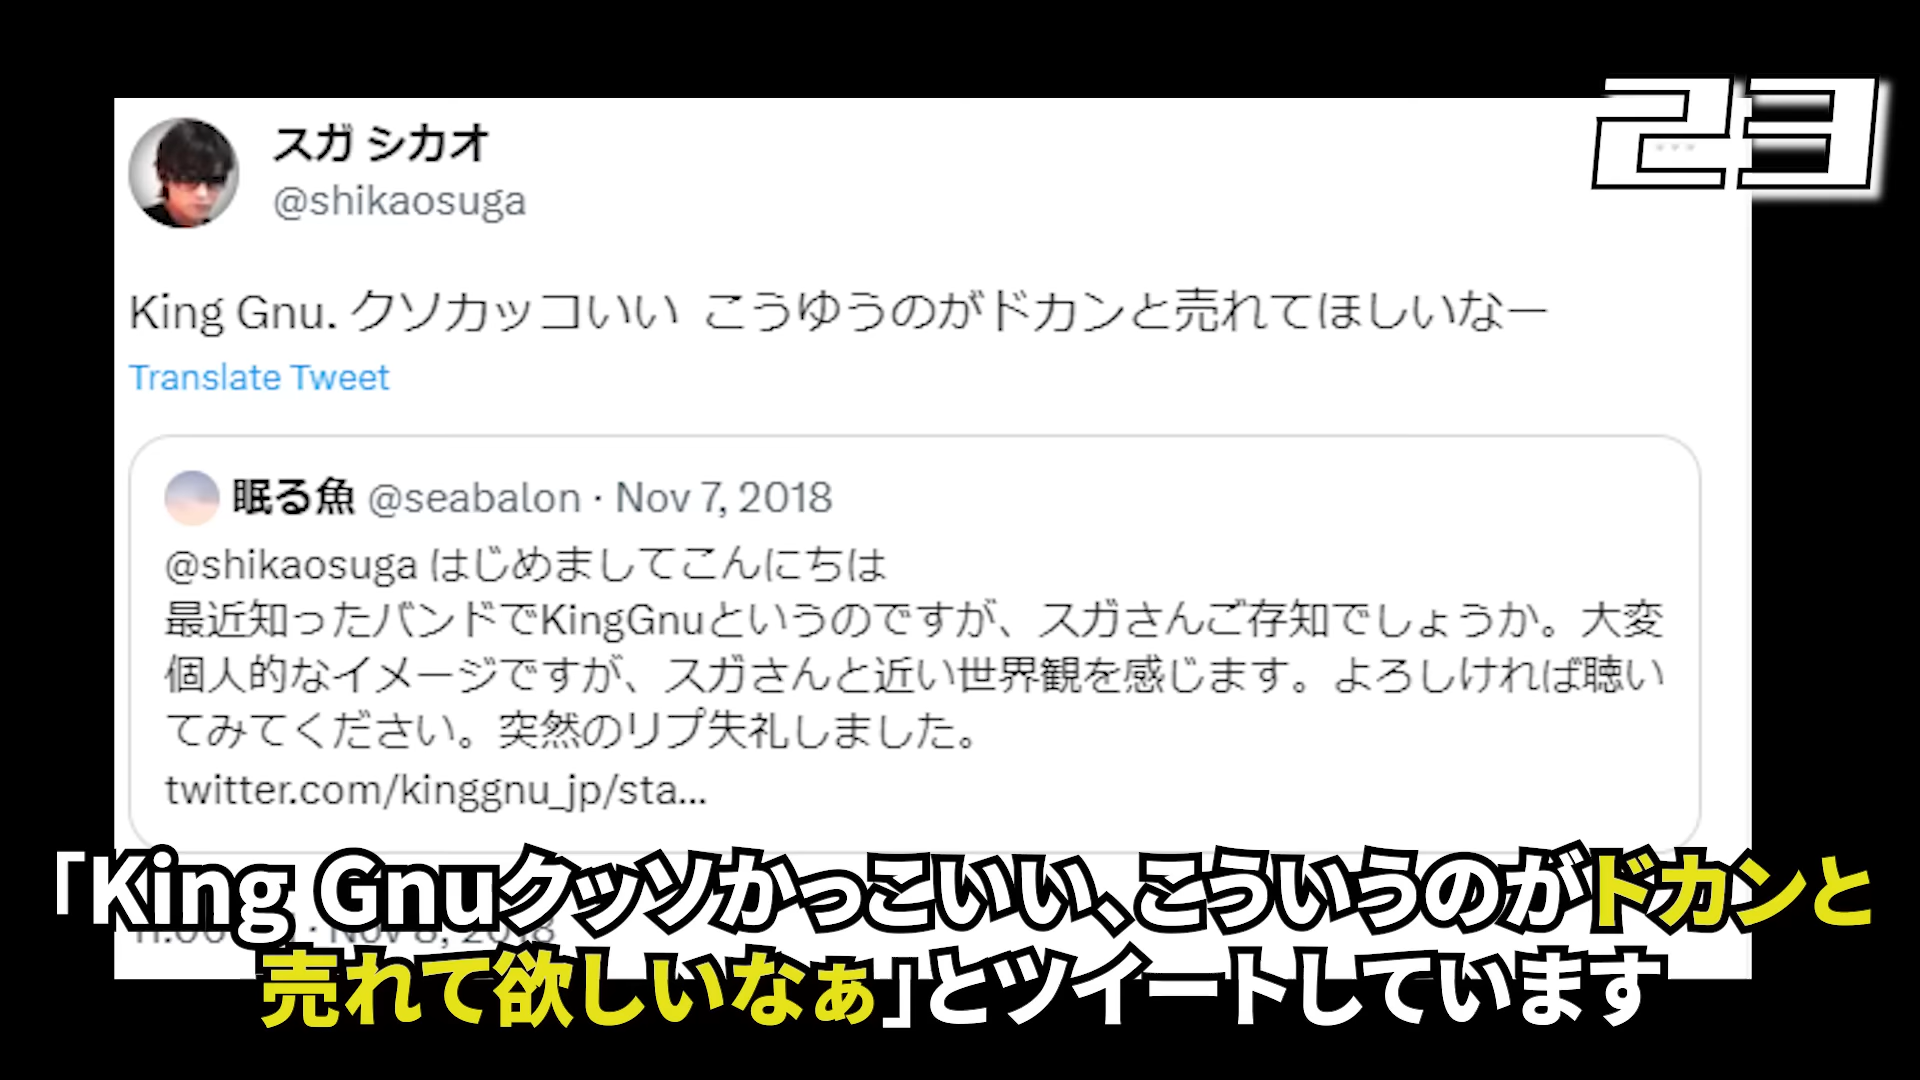 23
スガ シカオ
@shikaosuga
King Gnu. クソカッコいい こうゆうのがドカンと売れてほしいなー
Translate Tweet
眠る魚 @seabalon · Nov 7, 2018
@shikaosuga はじめましてこんにちは
最近知ったバンドでKingGnuというのですが、スガさんご存知でしょうか。大変
個人的なイメージですが、スガさんと近い世界観を感じます。よろしければ聴い
てみてください。突然のリプ失礼しました。
twitter.com/kinggnu_jp/sta...
「King Gnuクッソかっこいい、こういうのがドカンと
売れて欲しいなぁ」とツイートしています